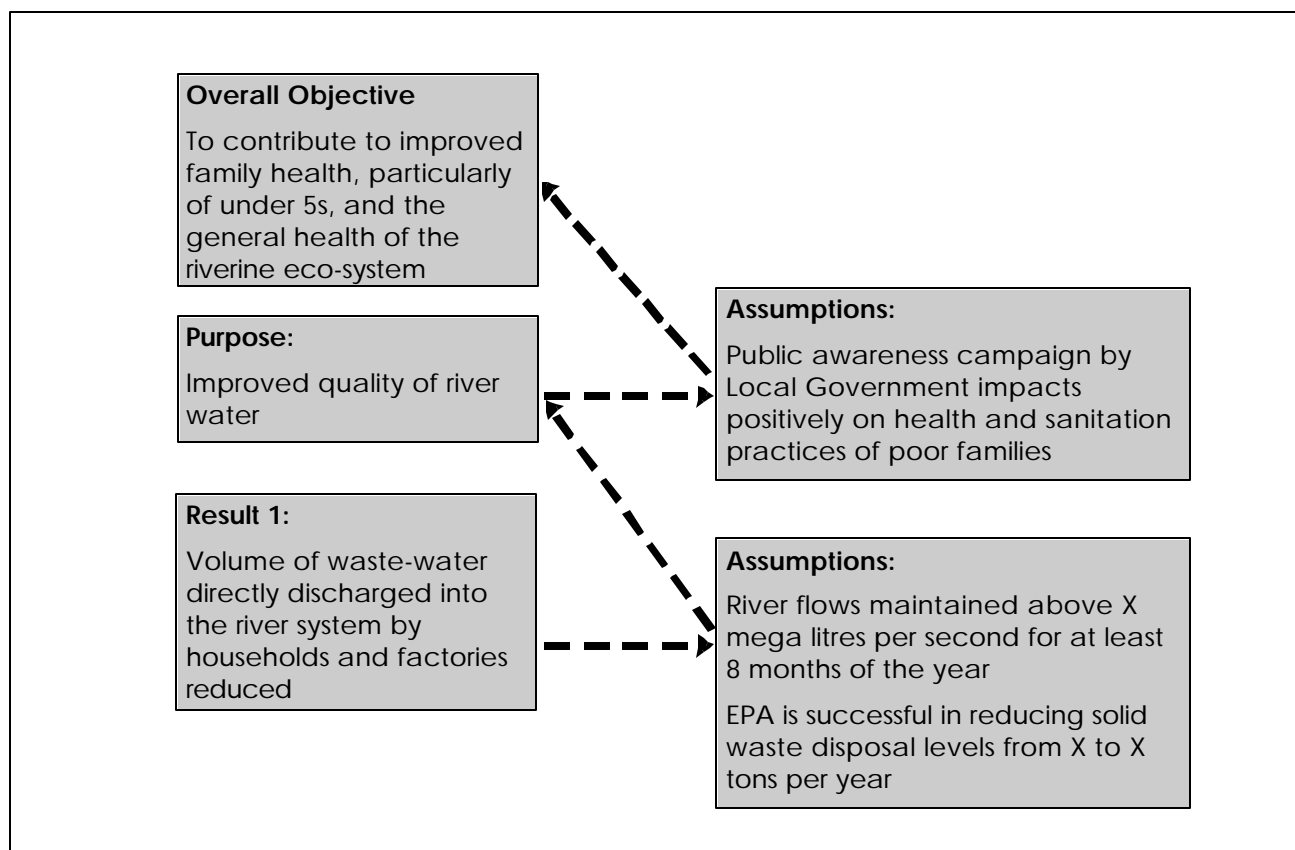 Overall Objective
To contribute to improved
family health, particularly
of under 5s, and the
general health of the
riverine eco-system
Purpose:
Improved quality of river
water
Result 1:
Volume of waste-water
directly discharged into
the river system by
households and factories
reduced
Assumptions:
Public awareness campaign by
Local Government impacts
positively on health and sanitation
practices of poor families
Assumptions:
River flows maintained above X
mega litres per second for at least
8 months of the year
EPA is successful in reducing solid
waste disposal levels from X to X
tons per year